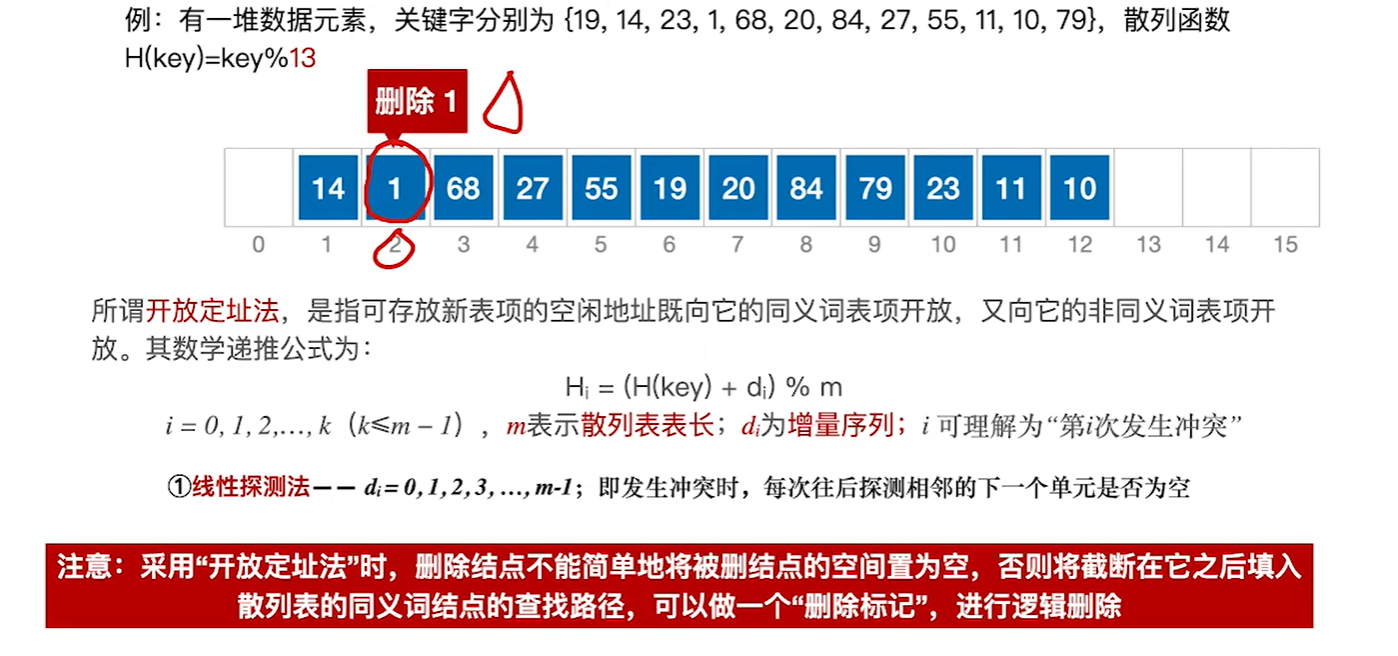 例：有一堆数据元素，关键字分别为 {19, 14, 23, 1, 68, 20, 84, 27, 55, 11, 10, 79}，散列函数
H(key)=key%13
删除 1
14 1 68 27 55 19 20 84 79 23 11 10
0 1 2 3 4 5 6 7 8 9 10 11 12 13 14 15
所谓开放定址法，是指可存放新表项的空闲地址既向它的同义词表项开放，又向它的非同义词表项开
放。其数学递推公式为：
Hᵢ = (H(key) + dᵢ) % m
i = 0, 1, 2,…, k（k≤m − 1），m表示散列表表长；dᵢ为增量序列；i 可理解为“第i次发生冲突”
①线性探测法—— dᵢ = 0, 1, 2, 3, …, m-1；即发生冲突时，每次往后探测相邻的下一个单元是否为空
注意：采用“开放定址法”时，删除结点不能简单地将被删结点的空间置为空，否则将截断在它之后填入
散列表的同义词结点的查找路径，可以做一个“删除标记”，进行逻辑删除